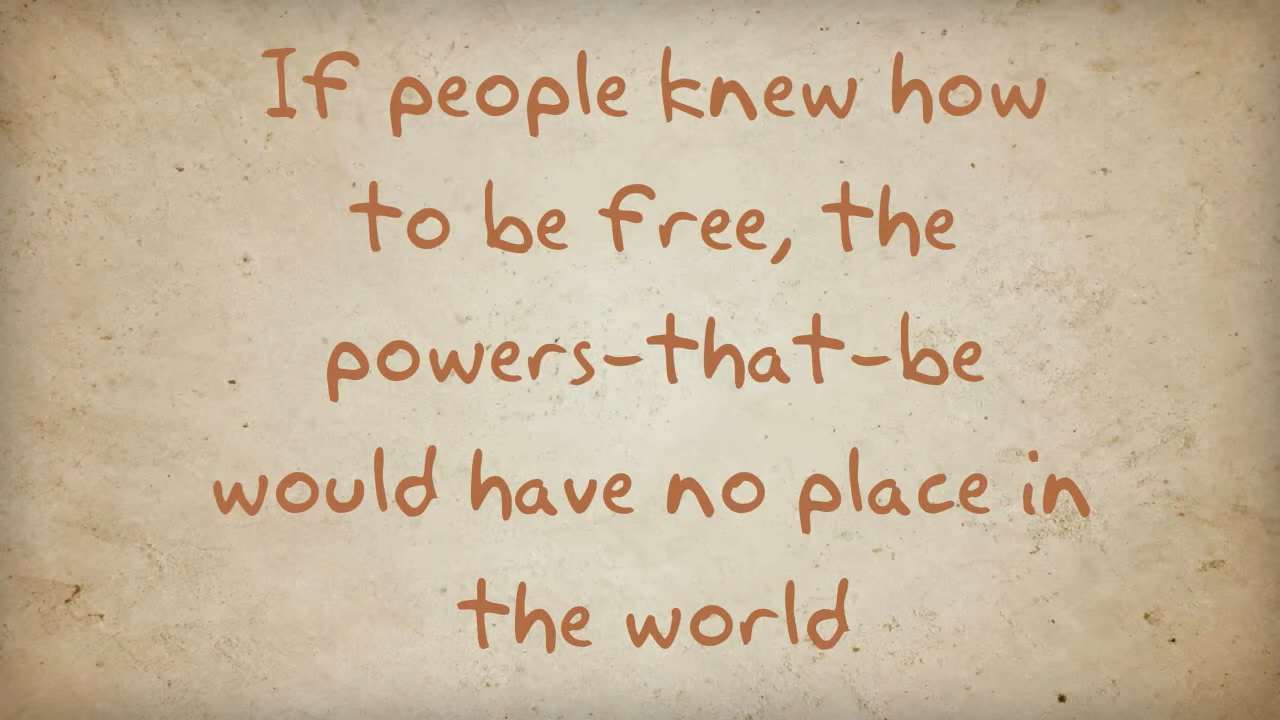 If people knew how
to be free, the
powers-that-be
would have no place in
the world